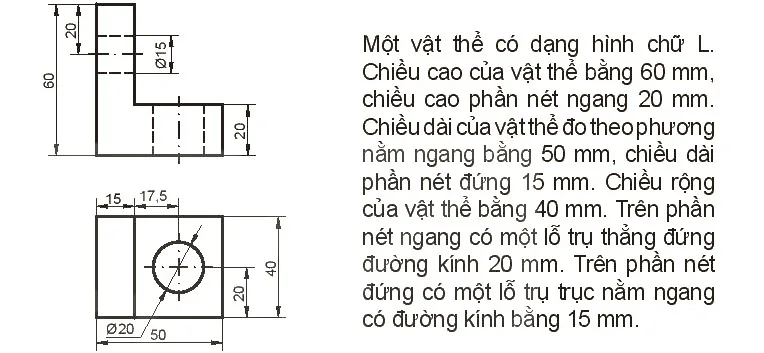 20
60
Ø15
20
15
17,5
40
20
Ø20
50
Một vật thể có dạng hình chữ L.
Chiều cao của vật thể bằng 60 mm,
chiều cao phần nét ngang 20 mm.
Chiều dài của vật thể đo theo phương
nằm ngang bằng 50 mm, chiều dài
phần nét đứng 15 mm. Chiều rộng
của vật thể bằng 40 mm. Trên phần
nét ngang có một lỗ trụ thẳng đứng
đường kính 20 mm. Trên phần nét
đứng có một lỗ trụ trục nằm ngang
có đường kính bằng 15 mm.